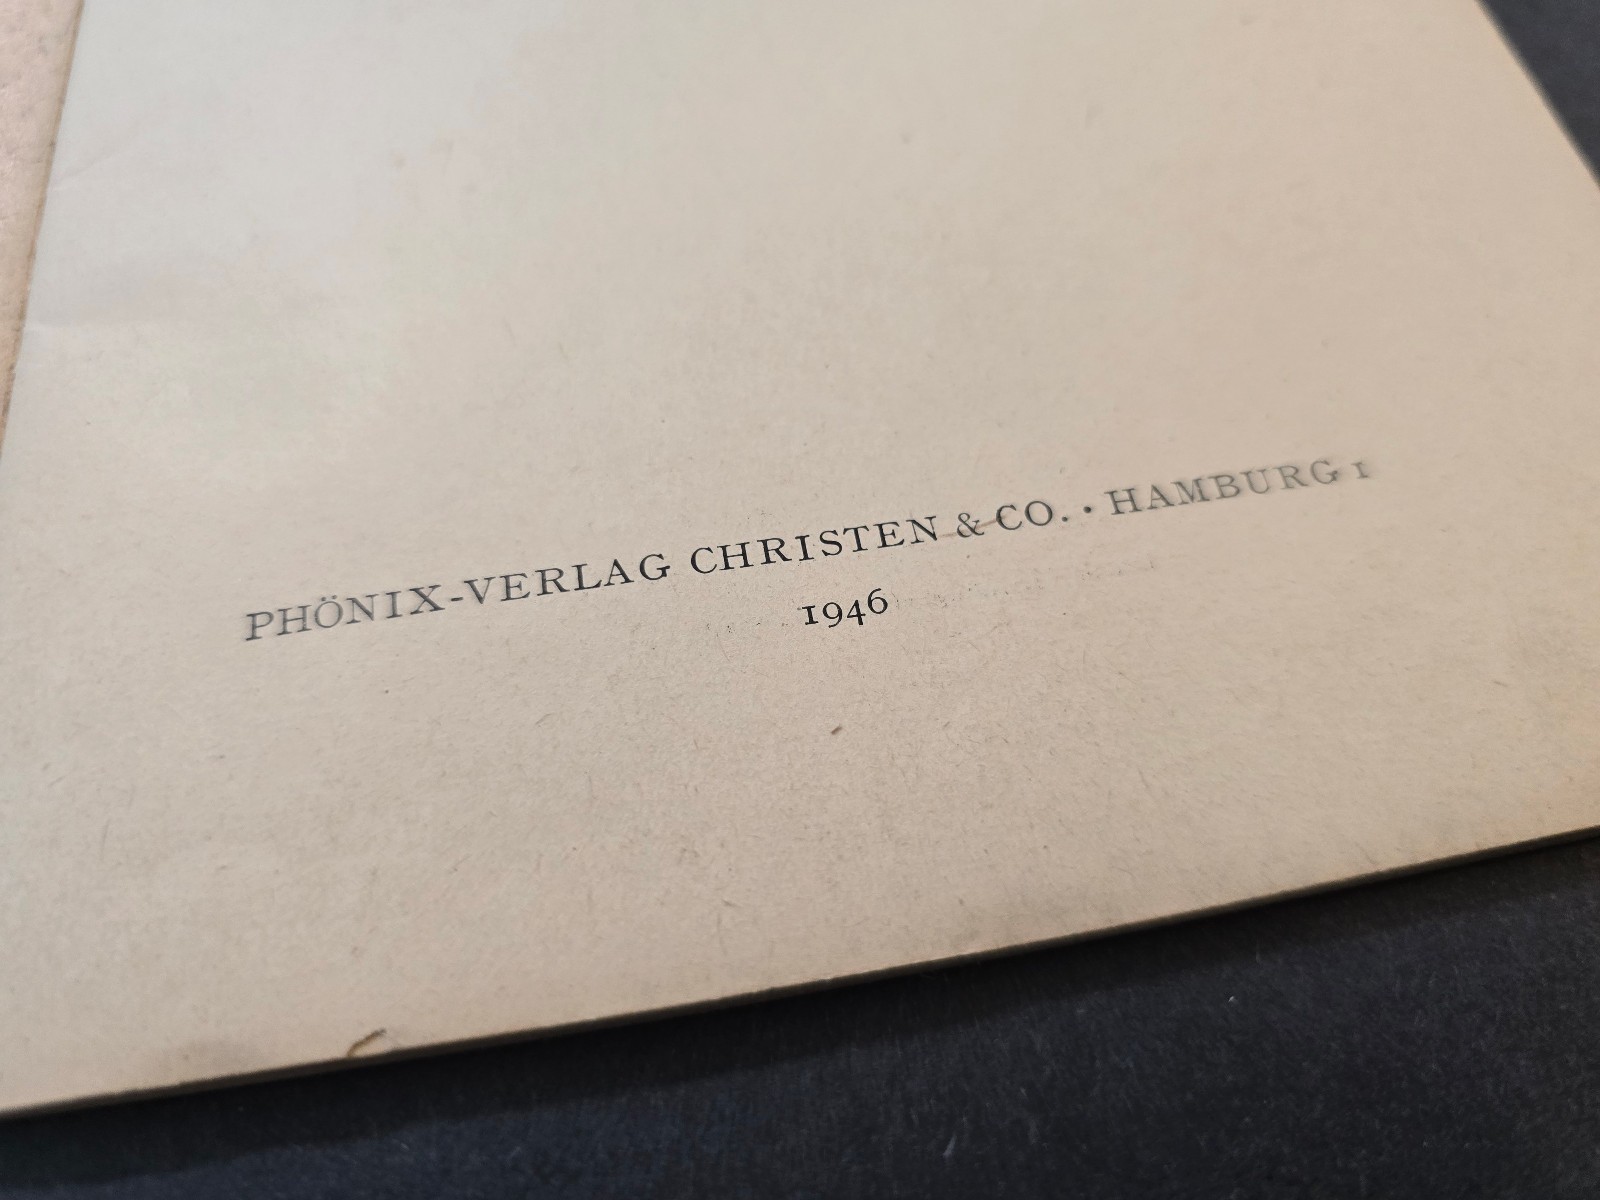 PHÖNIX-VERLAG CHRISTEN & CO. • HAMBURG 1
1946